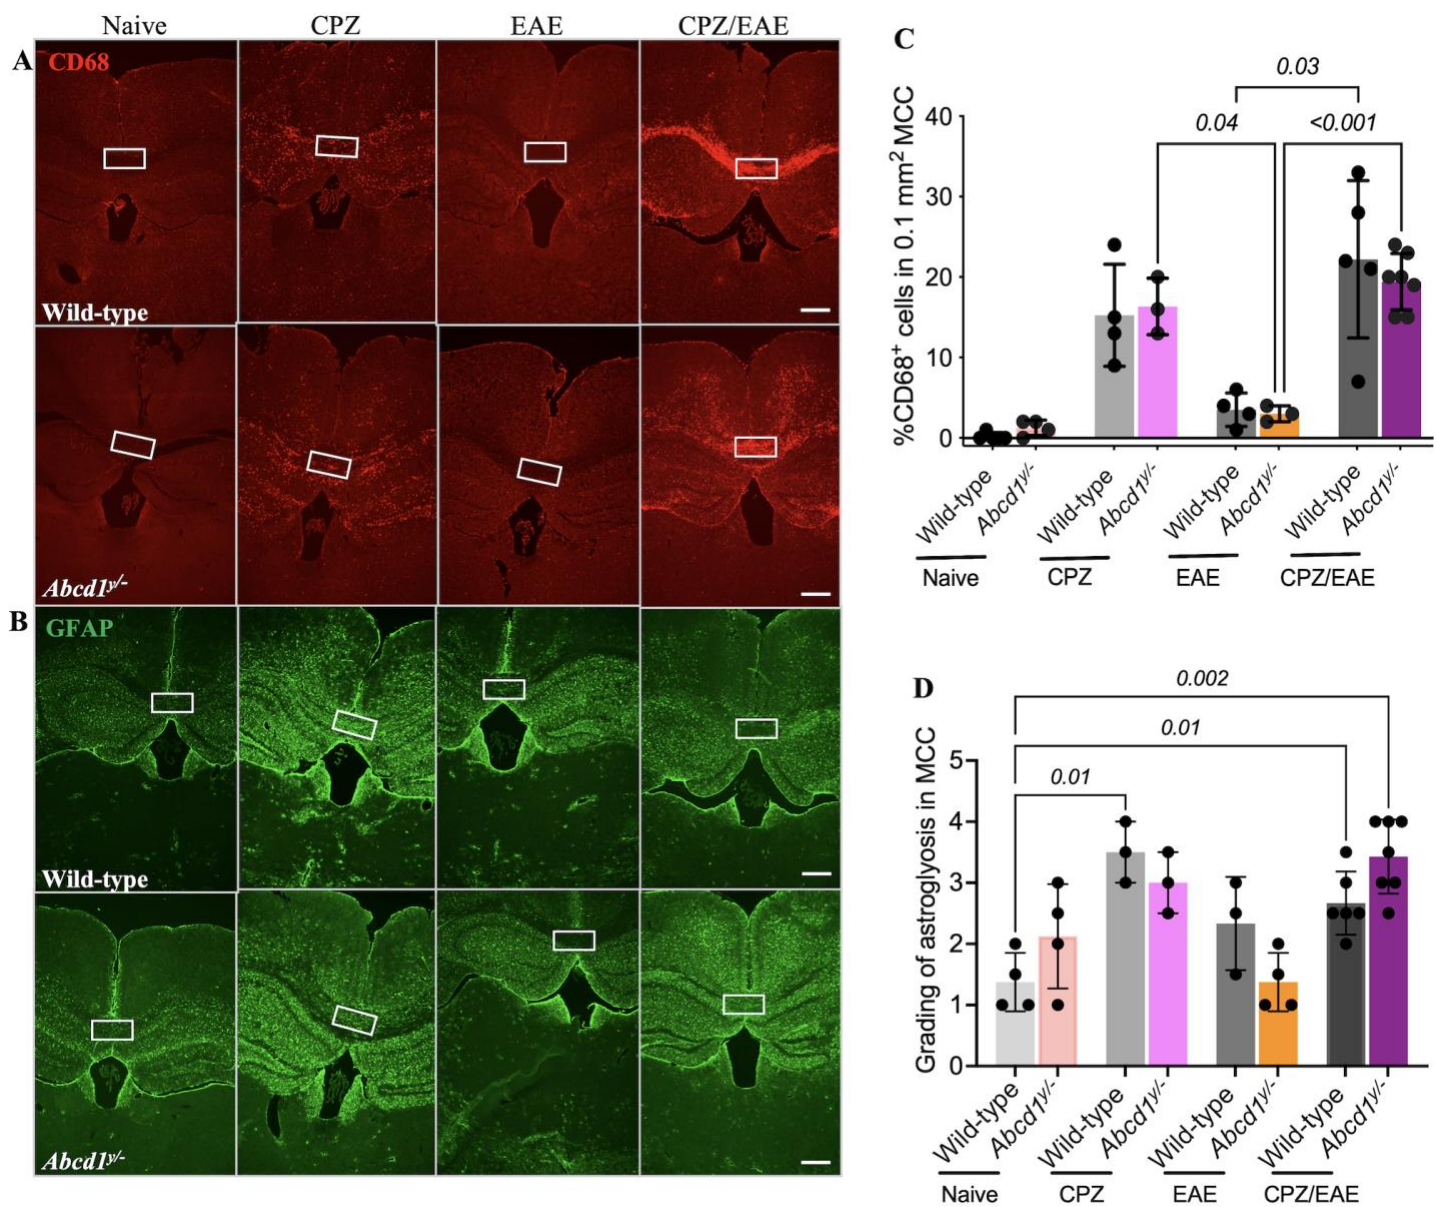 Naive CPZ EAE CPZ/EAE
A CD68
Wild-type
Abcd1y/-
B GFAP
Wild-type
Abcd1y/-
C
0.03
0.04 <0.001
%CD68+ cells in 0.1 mm2 MCC
40
30
20
10
0
Wild-type Abcd1y/- Wild-type Abcd1y/- Wild-type Abcd1y/- Wild-type Abcd1y/-
Naive CPZ EAE CPZ/EAE
D
0.002
0.01
0.01
Grading of astroglyosis in MCC
5
4
3
2
1
0
Wild-type Abcd1y/- Wild-type Abcd1y/- Wild-type Abcd1y/- Wild-type Abcd1y/-
Naive CPZ EAE CPZ/EAE